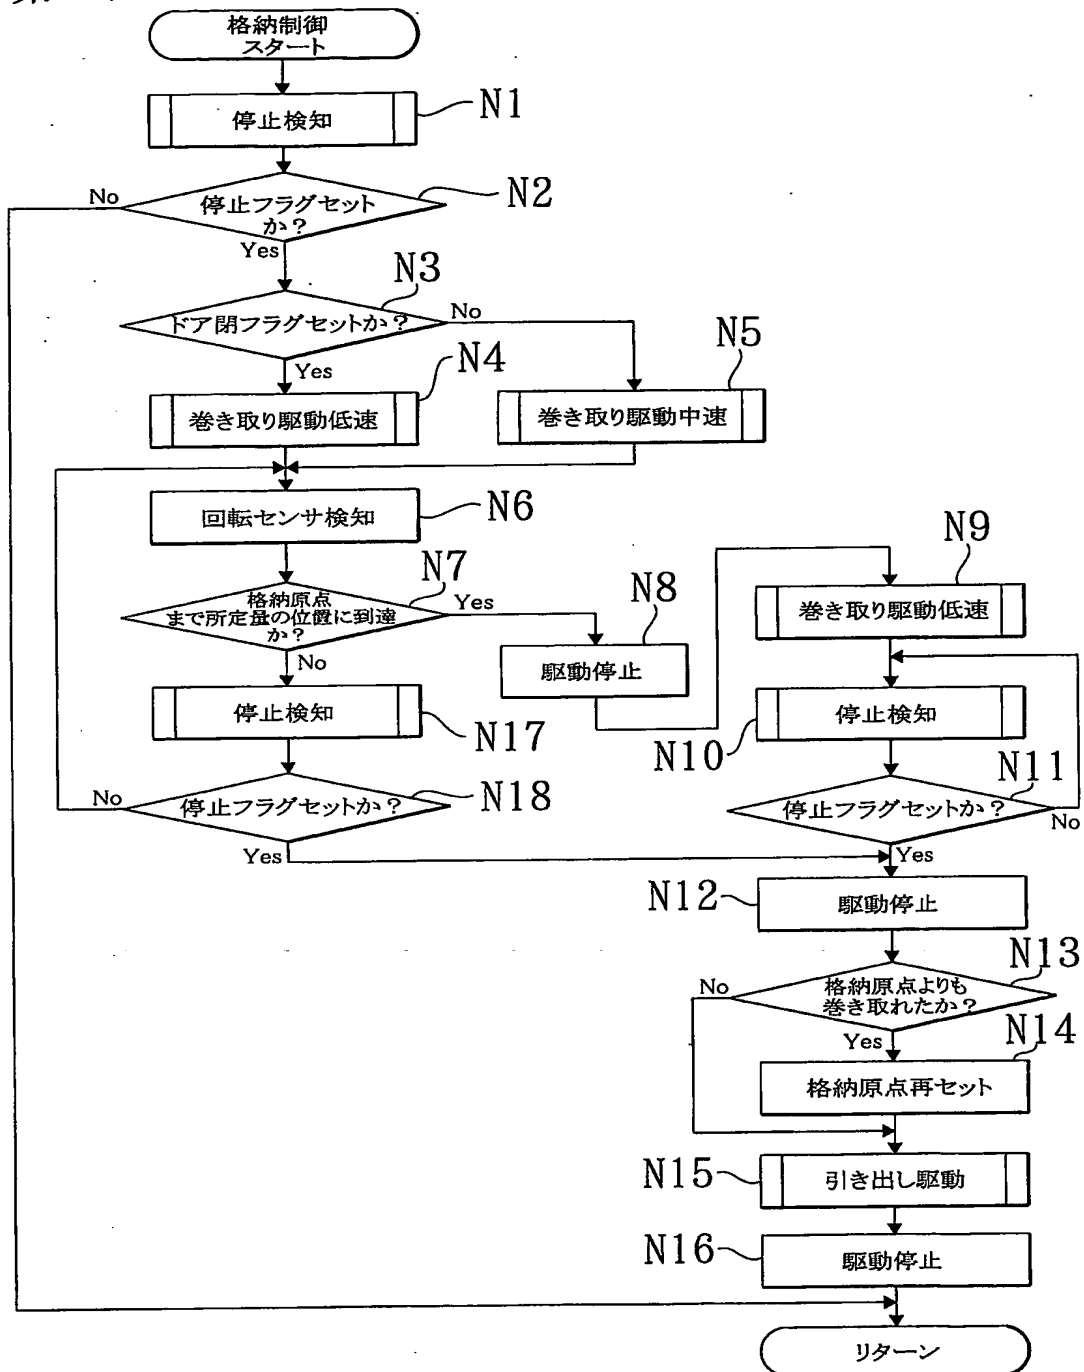 格納制御
スタート
停止検知
N1
No
停止フラグセット
か？
N2
Yes
N3
ドア閉フラグセットか？
No
Yes
N4
巻き取り駆動低速
N5
巻き取り駆動中速
回転センサ検知
N6
N7
格納原点
まで所定量の位置に到達
か？
Yes
No
N8
駆動停止
N9
巻き取り駆動低速
停止検知
N17
停止検知
N10
No
停止フラグセットか？
N18
Yes
N11
停止フラグセットか？
No
Yes
N12
駆動停止
N13
No
格納原点よりも
巻き取れたか？
Yes
N14
格納原点再セット
N15
引き出し駆動
N16
駆動停止
リターン